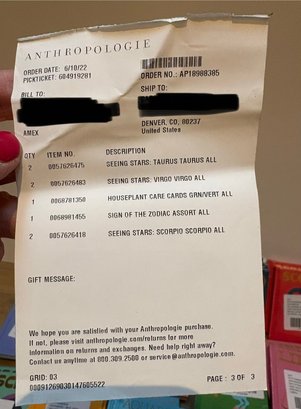 ANTHROPOLOGIE
ORDER DATE: 6/10/22
PICKTICKET: 604919281
ORDER NO.: AP18988385
BILL TO:
SHIP TO:
AMEX
DENVER, CO, 80237
United States
QTY ITEM NO. DESCRIPTION
2 0057626475 SEEING STARS: TAURUS TAURUS ALL
2 0057626483 SEEING STARS: VIRGO VIRGO ALL
1 0068781350 HOUSEPLANT CARE CARDS GRN/VERT ALL
1 0068981455 SIGN OF THE ZODIAC ASSORT ALL
2 0057626418 SEEING STARS: SCORPIO SCORPIO ALL
GIFT MESSAGE:
We hope you are satisfied with your Anthropologie purchase.
If not, please visit anthropologie.com/returns for more
information on returns and exchanges. Need help right away?
Contact us anytime at 800.309.2500 or service@anthropologie.com.
GRID: 03
00091269030147605522
PAGE: 3 OF 3